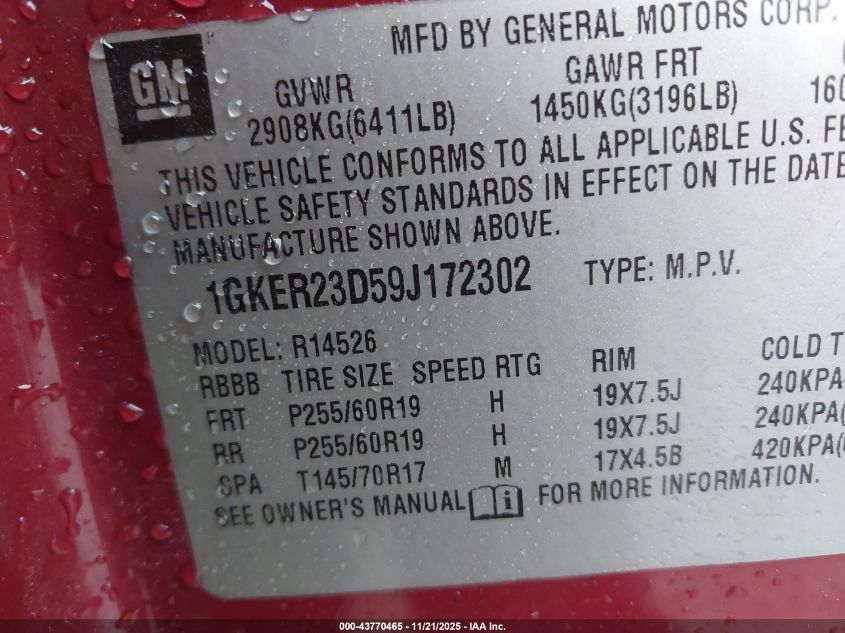 MFD BY GENERAL MOTORS CORP.
GM
GVWR GAWR FRT
2908KG(6411LB) 1450KG(3196LB) 160
THIS VEHICLE CONFORMS TO ALL APPLICABLE U.S. FE
VEHICLE SAFETY STANDARDS IN EFFECT ON THE DATE
MANUFACTURE SHOWN ABOVE.
1GKER23D59J172302 TYPE: M.P.V.
MODEL: R14526
RBBB TIRE SIZE SPEED RTG RIM COLD T
FRT P255/60R19 H 19X7.5J 240KPA
RR P255/60R19 H 19X7.5J 240KPA(
SPA T145/70R17 M 17X4.5B 420KPA(
SEE OWNER'S MANUAL i FOR MORE INFORMATION.
000-43770465 - 11/21/2025 - IAA Inc.